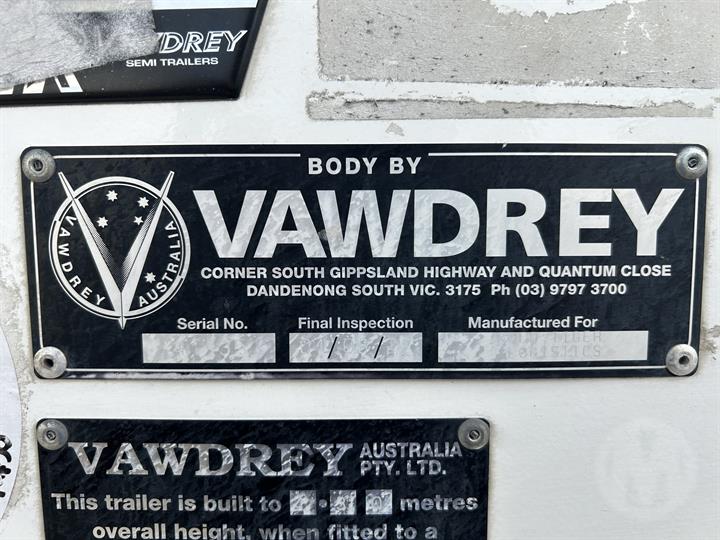 VAWDREY
SEMI TRAILERS
BODY BY
VAWDREY
VAWDREY AUSTRALIA
CORNER SOUTH GIPPSLAND HIGHWAY AND QUANTUM CLOSE
DANDENONG SOUTH VIC. 3175 Ph (03) 9797 3700
Serial No. Final Inspection Manufactured For
/ /
VAWDREY AUSTRALIA PTY. LTD.
This trailer is built to metres
overall height, when fitted to a